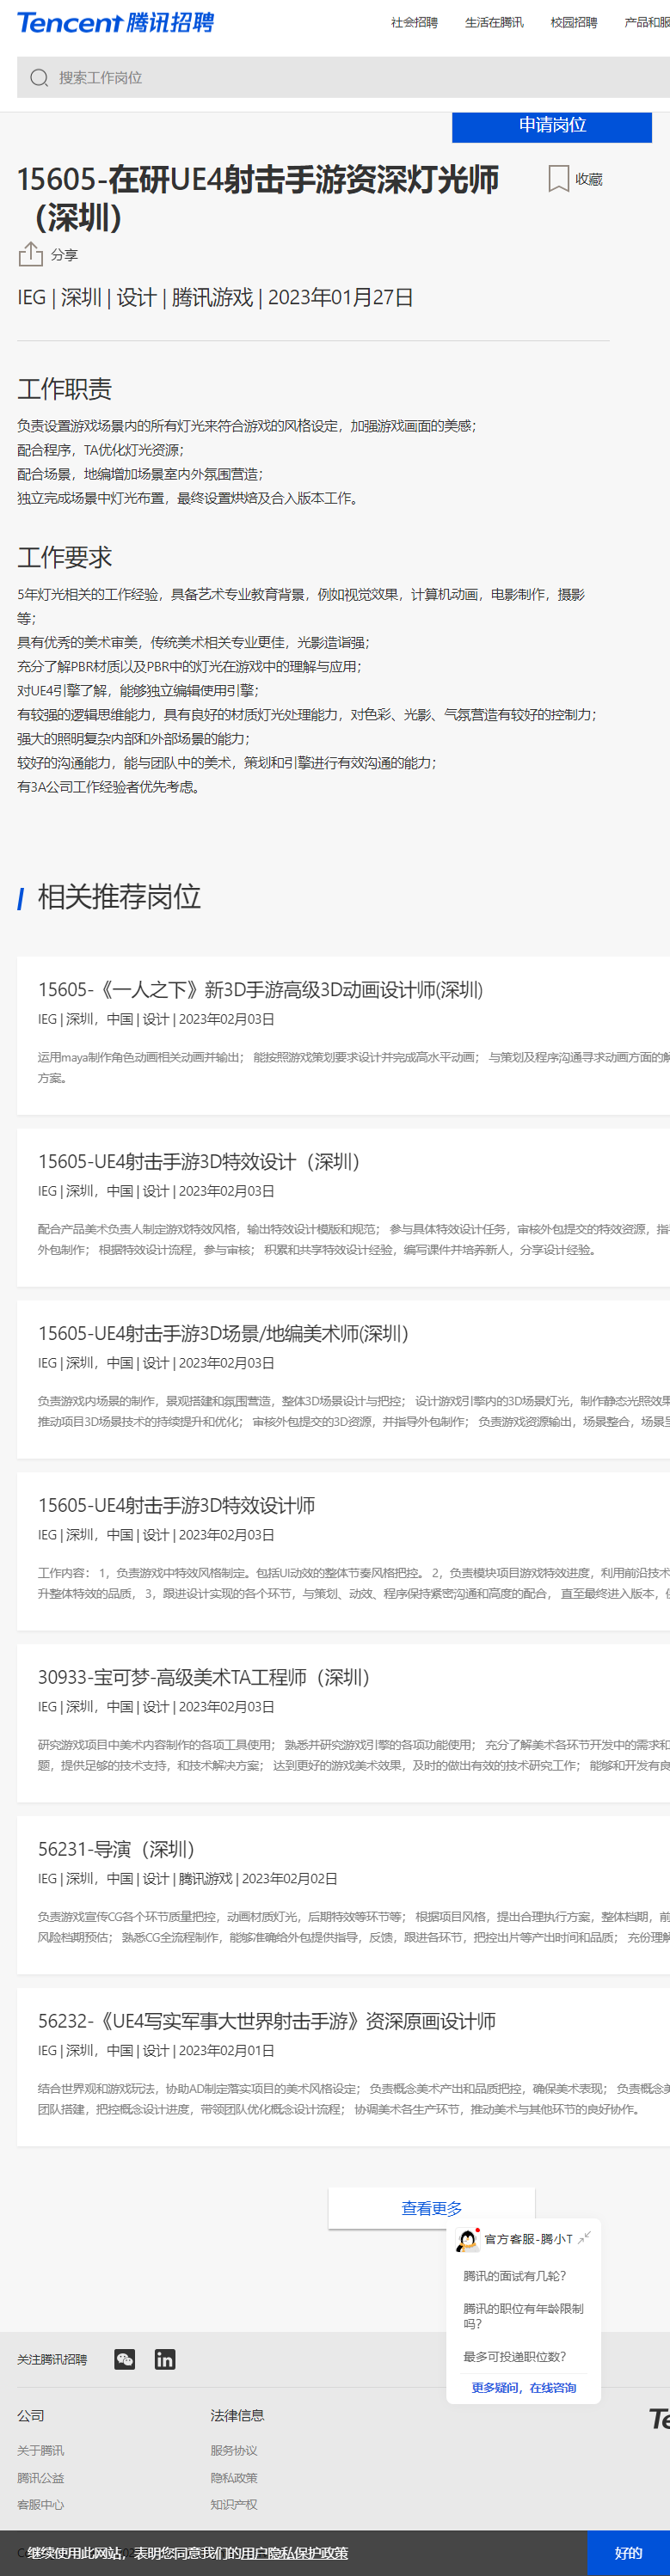 Tencent 腾讯招聘
社会招聘 生活在腾讯 校园招聘 产品和服
搜索工作岗位
申请岗位
15605-在研UE4射击手游资深灯光师
（深圳）
收藏
分享
IEG | 深圳 | 设计 | 腾讯游戏 | 2023年01月27日
工作职责
负责设置游戏场景内的所有灯光来符合游戏的风格设定，加强游戏画面的美感；
配合程序，TA优化灯光资源；
配合场景，地编增加场景室内外氛围营造；
独立完成场景中灯光布置，最终设置烘焙及合入版本工作。
工作要求
5年灯光相关的工作经验，具备艺术专业教育背景，例如视觉效果，计算机动画，电影制作，摄影
等；
具有优秀的美术审美，传统美术相关专业更佳，光影造诣强；
充分了解PBR材质以及PBR中的灯光在游戏中的理解与应用；
对UE4引擎了解，能够独立编辑使用引擎；
有较强的逻辑思维能力，具有良好的材质灯光处理能力，对色彩、光影、气氛营造有较好的控制力；
强大的照明复杂内部和外部场景的能力；
较好的沟通能力，能与团队中的美术，策划和引擎进行有效沟通的能力；
有3A公司工作经验者优先考虑。
相关推荐岗位
15605-《一人之下》新3D手游高级3D动画设计师(深圳)
IEG | 深圳，中国 | 设计 | 2023年02月03日
运用maya制作角色动画相关动画并输出； 能按照游戏策划要求设计并完成高水平动画； 与策划及程序沟通寻求动画方面的解
方案。
15605-UE4射击手游3D特效设计（深圳）
IEG | 深圳，中国 | 设计 | 2023年02月03日
配合产品美术负责人制定游戏特效风格，输出特效设计模版和规范； 参与具体特效设计任务，审核外包提交的特效资源，指
外包制作； 根据特效设计流程，参与审核； 积累和共享特效设计经验，编写课件并培养新人，分享设计经验。
15605-UE4射击手游3D场景/地编美术师(深圳）
IEG | 深圳，中国 | 设计 | 2023年02月03日
负责游戏内场景的制作，景观搭建和氛围营造，整体3D场景设计与把控； 设计游戏引擎内的3D场景灯光，制作静态光照效果
推动项目3D场景技术的持续提升和优化； 审核外包提交的3D资源，并指导外包制作； 负责游戏资源输出，场景整合，场景
15605-UE4射击手游3D特效设计师
IEG | 深圳，中国 | 设计 | 2023年02月03日
工作内容： 1，负责游戏中特效风格制定。包括UI动效的整体节奏风格把控。 2，负责模块项目游戏特效进度，利用前沿技术
升整体特效的品质， 3，跟进设计实现的各个环节，与策划、动效、程序保持紧密沟通和高度的配合， 直至最终进入版本，
30933-宝可梦-高级美术TA工程师（深圳）
IEG | 深圳，中国 | 设计 | 2023年02月03日
研究游戏项目中美术内容制作的各项工具使用； 熟悉并研究游戏引擎的各项功能使用； 充分了解美术各环节开发中的需求和
题，提供足够的技术支持，和技术解决方案； 达到更好的游戏美术效果，及时的做出有效的技术研究工作； 能够和开发有良
56231-导演（深圳）
IEG | 深圳，中国 | 设计 | 腾讯游戏 | 2023年02月02日
负责游戏宣传CG各个环节质量把控，动画材质灯光，后期特效等环节等； 根据项目风格，提出合理执行方案，整体档期，前
风险档期预估； 熟悉CG全流程制作，能够准确给外包提供指导，反馈，跟进各环节，把控出片等产出时间和品质； 充份理解
56232-《UE4写实军事大世界射击手游》资深原画设计师
IEG | 深圳，中国 | 设计 | 2023年02月01日
结合世界观和游戏玩法，协助AD制定落实项目的美术风格设定； 负责概念美术产出和品质把控，确保美术表现； 负责概念美
团队搭建，把控概念设计进度，带领团队优化概念设计流程； 协调美术各生产环节，推动美术与其他环节的良好协作。
查看更多
官方客服-腾小T
腾讯的面试有几轮？
腾讯的职位有年龄限制
吗？
最多可投递职位数？
更多疑问，在线咨询
关注腾讯招聘
公司 法律信息
关于腾讯 服务协议
腾讯公益 隐私政策
客服中心 知识产权
继续使用此网站，表明您同意我们的用户隐私保护政策 好的